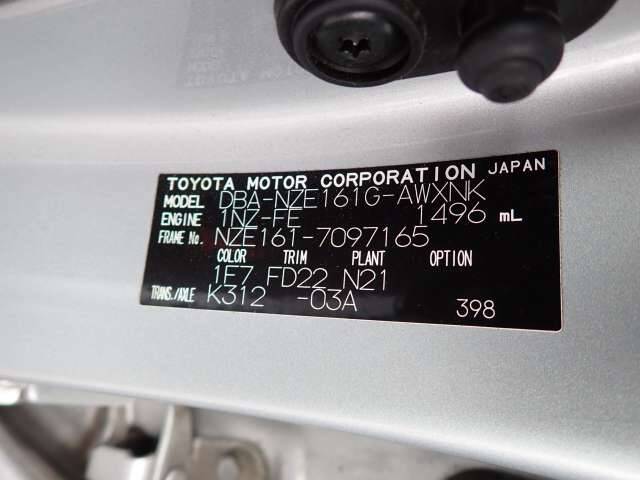 TOYOTA MOTOR CORPORATION JAPAN
MODEL DBA-NZE161G-AWXNK
ENGINE 1NZ-FE 1496 mL
FRAME No. NZE161-7097165
COLOR TRIM PLANT OPTION
1F7 FD22 N21
TRANS./AXLE K312 -03A 398